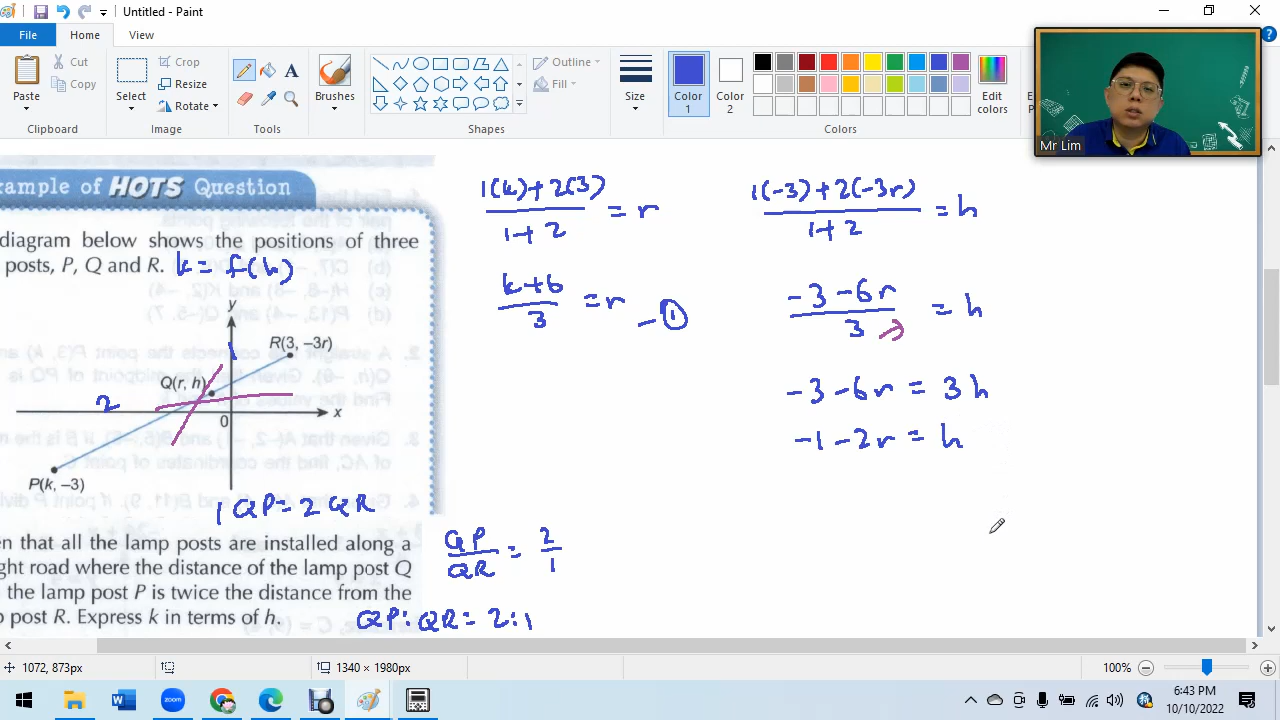 Untitled - Paint
File Home View
Paste
Cut
Copy
Clipboard
Select
Crop
Resize
Rotate
Image
Tools
Brushes
Shapes
Outline
Fill
Size
Color 1
Color 2
Edit colors
Colors
Mr Lim
xample of HOTS Question
diagram below shows the positions of three
posts, P, Q and R. k = f(h)
y
R(3, −3r)
1
Q(r, h)
2
0
x
P(k, −3)
1 QP = 2 QR
en that all the lamp posts are installed along a
ght road where the distance of the lamp post Q
the lamp post P is twice the distance from the
p post R. Express k in terms of h.
QP/QR = 2/1
QP : QR = 2 : 1
(1(k) + 2(3))/(1 + 2) = r
(k + 6)/3 = r — ①
(1(−3) + 2(−3r))/(1 + 2) = h
(−3 − 6r)/3 = h
−3 − 6r = 3h
−1 − 2r = h
1072, 873px
1340 × 1980px
100%
6:43 PM
10/10/2022